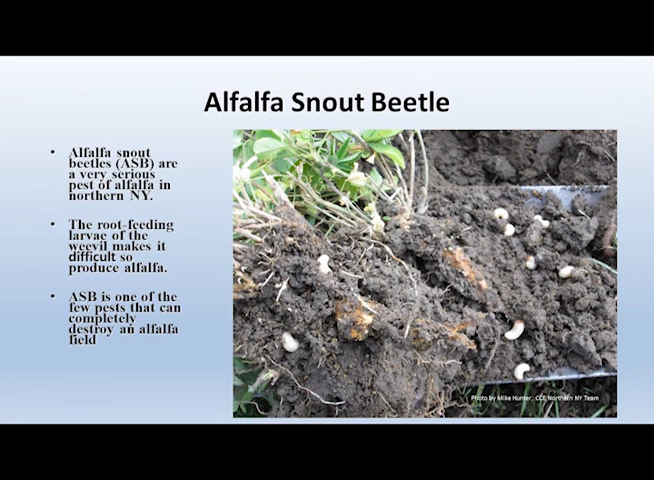 Alfalfa Snout Beetle
• Alfalfa snout
beetles (ASB) are
a very serious
pest of alfalfa in
northern NY.
• The root-feeding
larvae of the
weevil makes it
difficult so
produce alfalfa.
• ASB is one of the
few pests that can
completely
destroy an alfalfa
field
Photo by Mike Hunter, CCE Northern NY Team